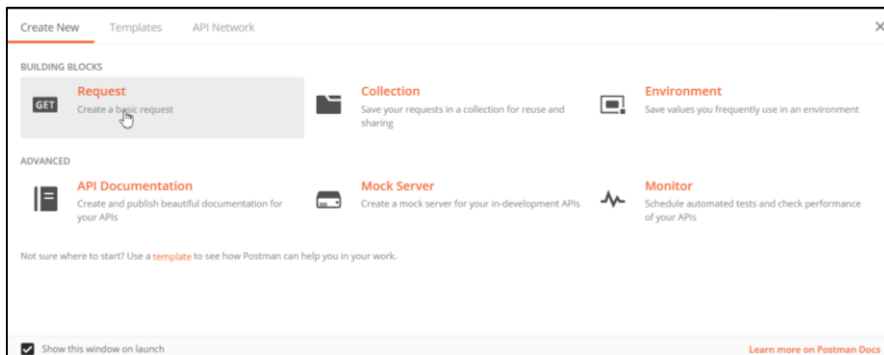 Create New Templates API Network
BUILDING BLOCKS
GET
Request
Create a basic request
Collection
Save your requests in a collection for reuse and
sharing
Environment
Save values you frequently use in an environment
ADVANCED
API Documentation
Create and publish beautiful documentation for
your APIs
Mock Server
Create a mock server for your in-development APIs
Monitor
Schedule automated tests and check performance
of your APIs
Not sure where to start? Use a template to see how Postman can help you in your work.
Show this window on launch
Learn more on Postman Docs